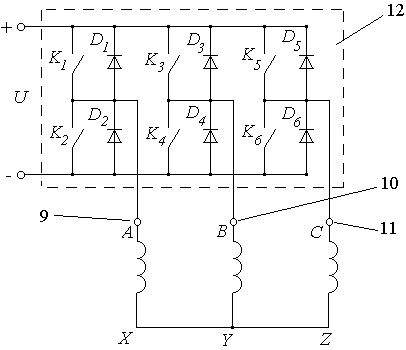 12
+
K1 D1 K3 D3 K5 D5
U
K2 D2 K4 D4 K6 D6
-
9 10
A B C 11
X Y Z